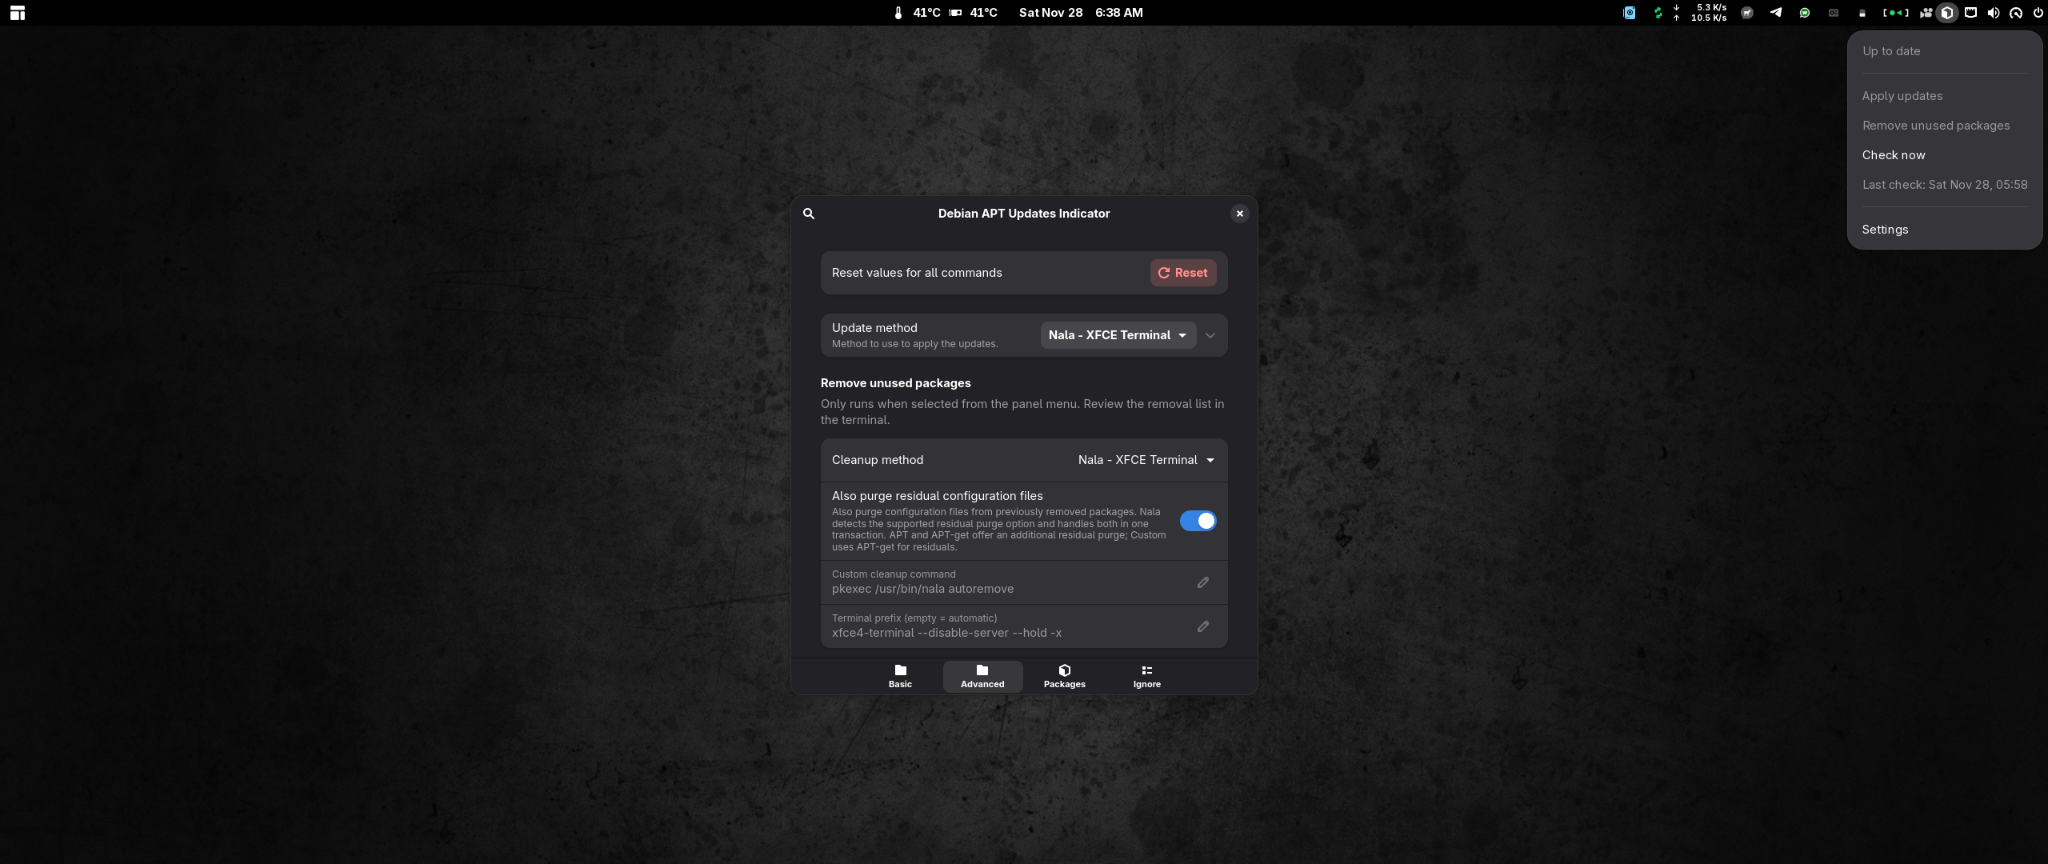 41°C 41°C Sat Nov 28 6:38 AM
5.3 K/s
10.5 K/s
Up to date
Apply updates
Remove unused packages
Check now
Last check: Sat Nov 28, 05:58
Settings
Debian APT Updates Indicator
Reset values for all commands
Reset
Update method
Method to use to apply the updates.
Nala - XFCE Terminal
Remove unused packages
Only runs when selected from the panel menu. Review the removal list in
the terminal.
Cleanup method
Nala - XFCE Terminal
Also purge residual configuration files
Also purge configuration files from previously removed packages. Nala
detects the supported residual purge option and handles both in one
transaction. APT and APT-get offer an additional residual purge; Custom
uses APT-get for residuals.
Custom cleanup command
pkexec /usr/bin/nala autoremove
Terminal prefix (empty = automatic)
xfce4-terminal --disable-server --hold -x
Basic
Advanced
Packages
Ignore